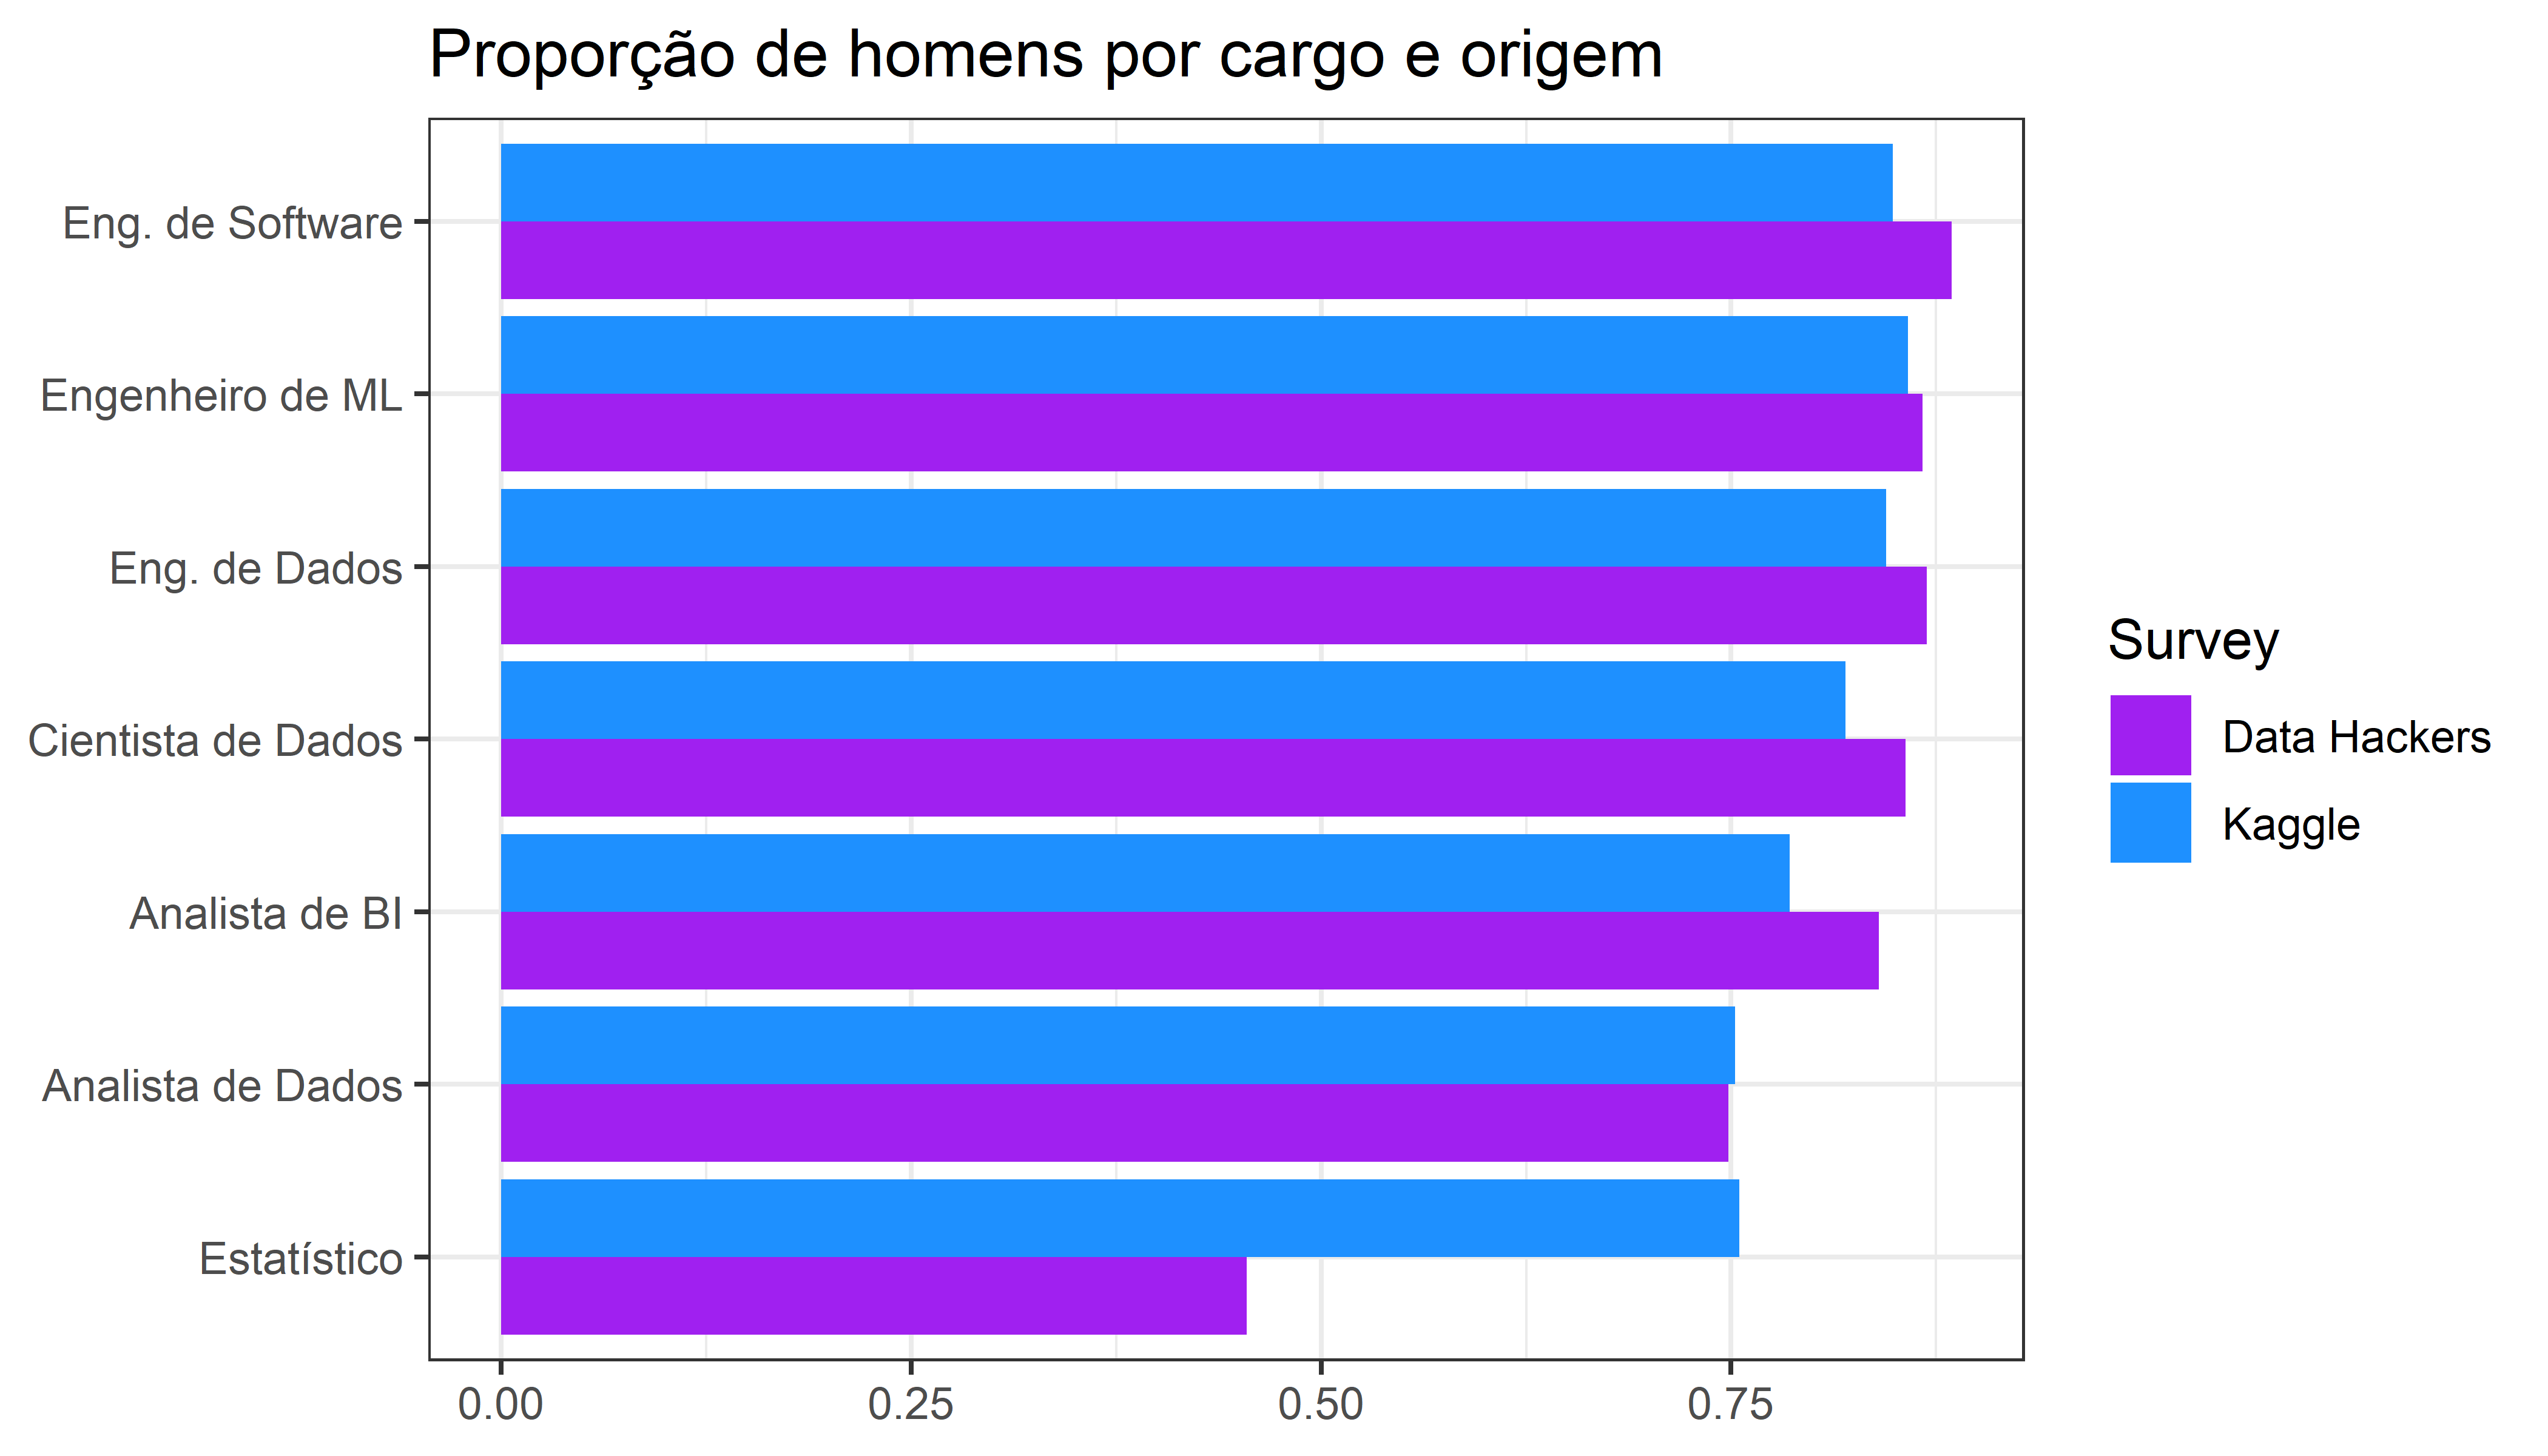 Proporção de homens por cargo e origem
Eng. de Software
Engenheiro de ML
Eng. de Dados
Cientista de Dados
Analista de BI
Analista de Dados
Estatístico
0.00
0.25
0.50
0.75
Survey
Data Hackers
Kaggle